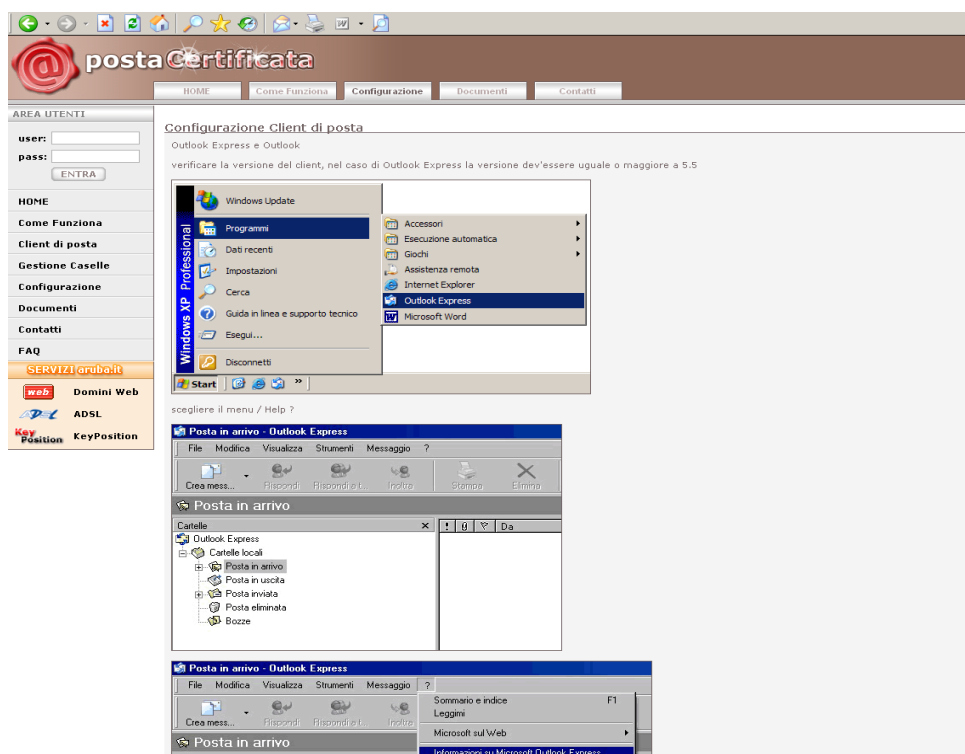 posta Certificata
HOME Come Funziona Configurazione Documenti Contatti
AREA UTENTI
user:
pass:
ENTRA
HOME
Come Funziona
Client di posta
Gestione Caselle
Configurazione
Documenti
Contatti
FAQ
SERVIZI aruba.it
web Domini Web
ADSL ADSL
Key Position KeyPosition
Configurazione Client di posta
Outlook Express e Outlook
verificare la versione del client, nel caso di Outlook Express la versione dev'essere uguale o maggiore a 5.5
Windows XP Professional
Windows Update
Programmi
Dati recenti
Impostazioni
Cerca
Guida in linea e supporto tecnico
Esegui...
Disconnetti
Accessori
Esecuzione automatica
Giochi
Assistenza remota
Internet Explorer
Outlook Express
Microsoft Word
Start »
scegliere il menu / Help ?
Posta in arrivo - Outlook Express
File Modifica Visualizza Strumenti Messaggio ?
Crea mess... Rispondi Rispondi a t... Inoltra Stampa Elimina
Posta in arrivo
Cartelle × ! Da
Outlook Express
Cartelle locali
Posta in arrivo
Posta in uscita
Posta inviata
Posta eliminata
Bozze
Posta in arrivo - Outlook Express
File Modifica Visualizza Strumenti Messaggio ?
Crea mess... Rispondi Rispondi a t... Inoltra
Posta in arrivo
Sommario e indice F1
Leggimi
Microsoft sul Web
Informazioni su Microsoft Outlook Express